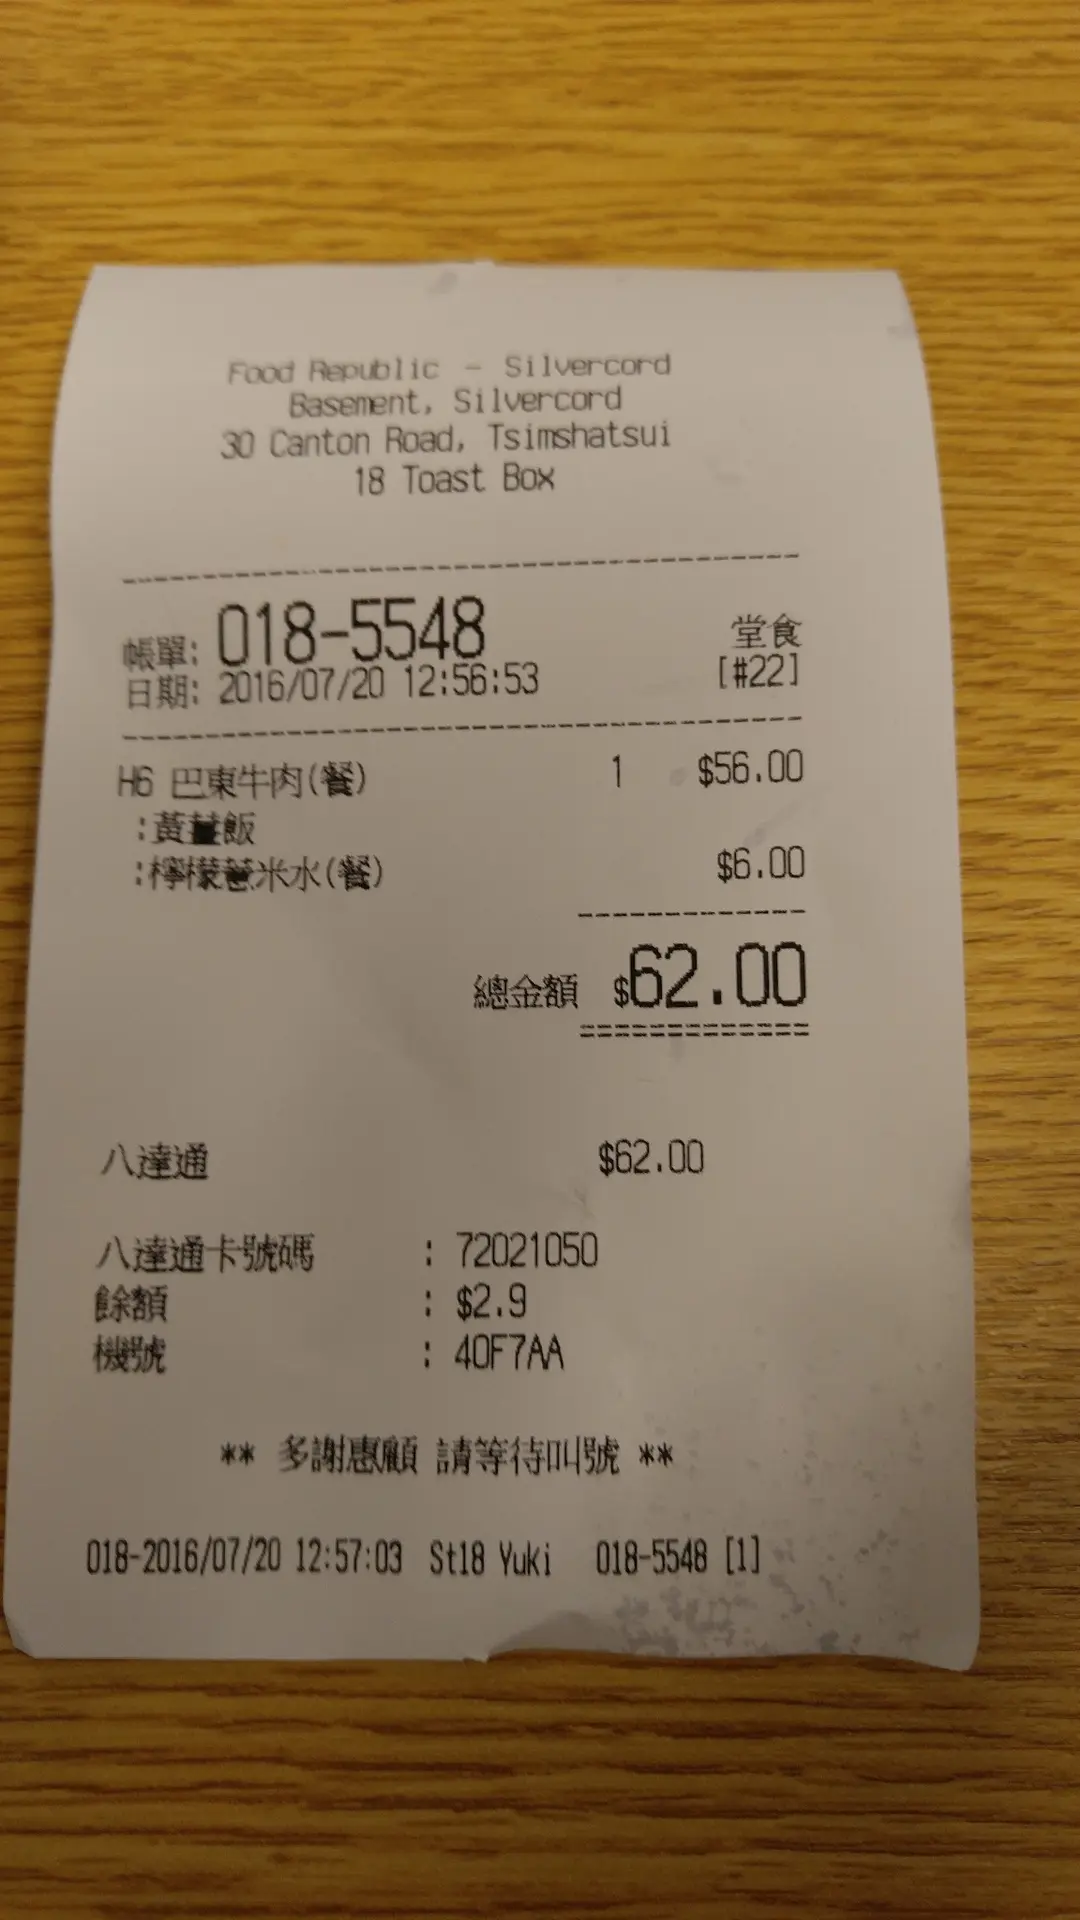 Food Republic - Silvercord
Basement, Silvercord
30 Canton Road, Tsimshatsui
18 Toast Box
帳單: 018-5548 堂食
日期: 2016/07/20 12:56:53 [#22]
H6 巴東牛肉(餐) 1 $56.00
:黃薑飯
:檸檬薏米水(餐) $6.00
總金額 $62.00
八達通 $62.00
八達通卡號碼 : 72021050
餘額 : $2.9
機號 : 40F7AA
** 多謝惠顧 請等待叫號 **
018-2016/07/20 12:57:03 St18 Yuki 018-5548 [1]